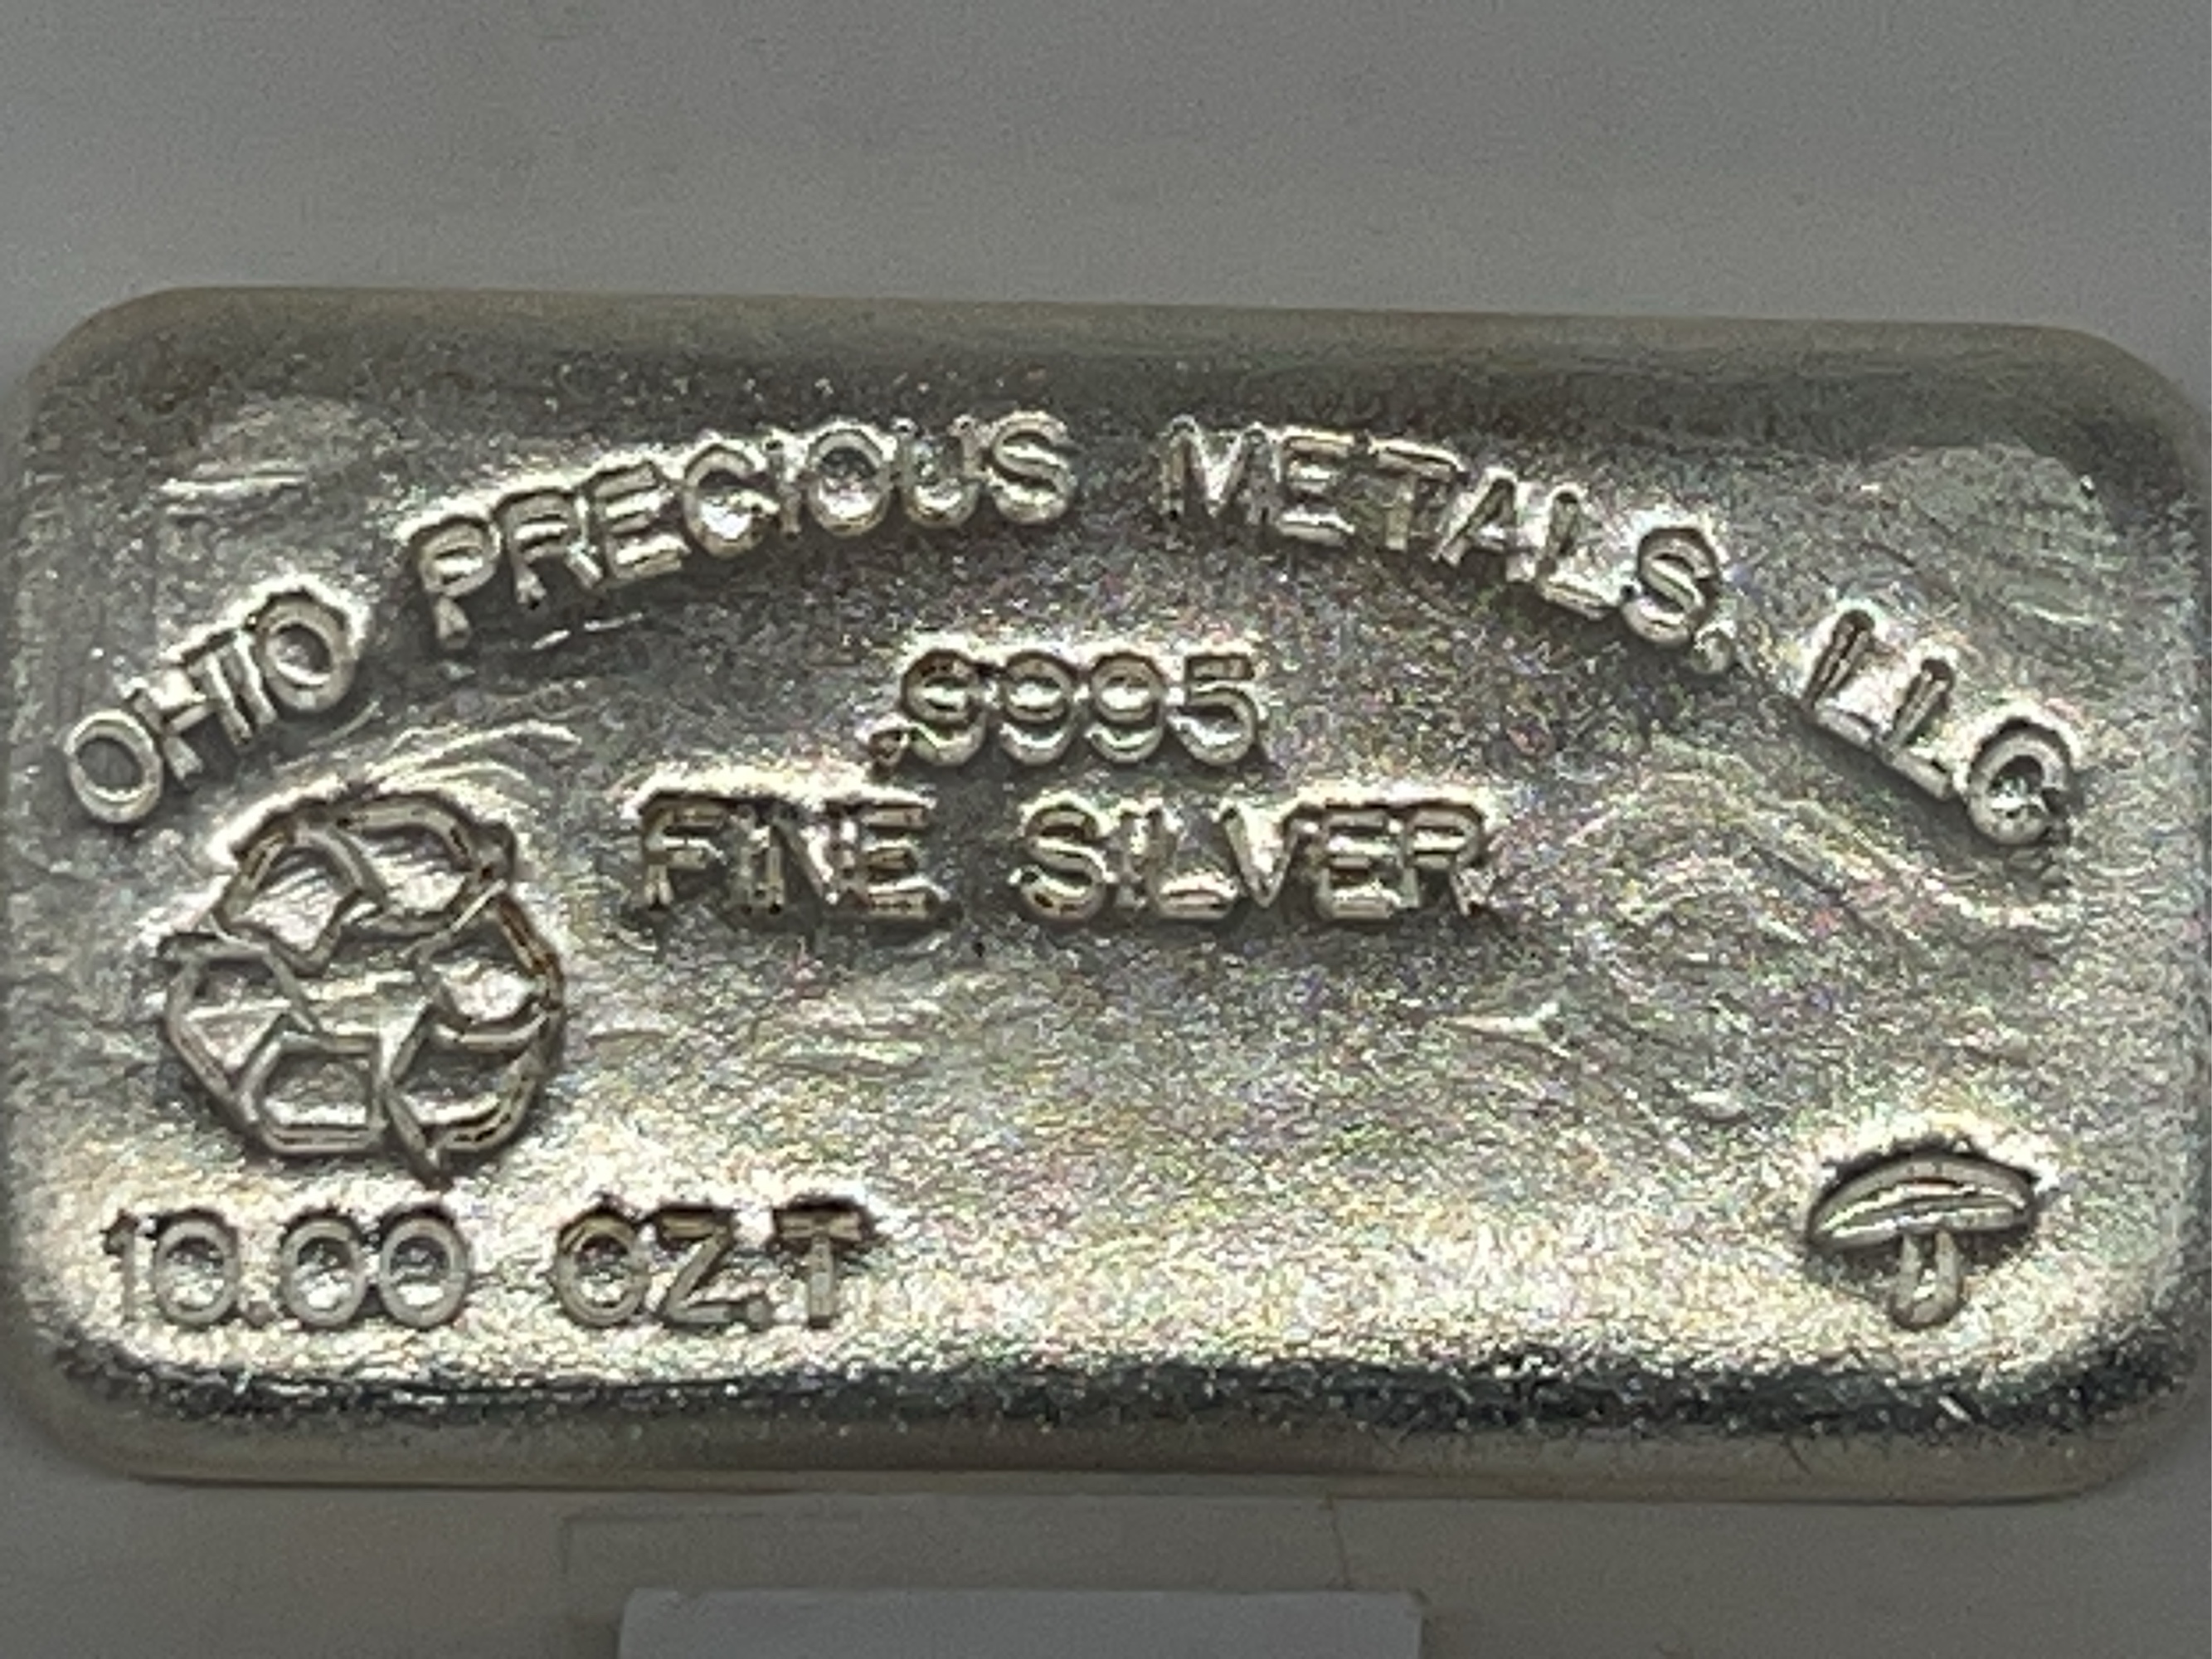 OHIO PRECIOUS METALS, LLC
.9995
FINE SILVER
10.00 OZ.T